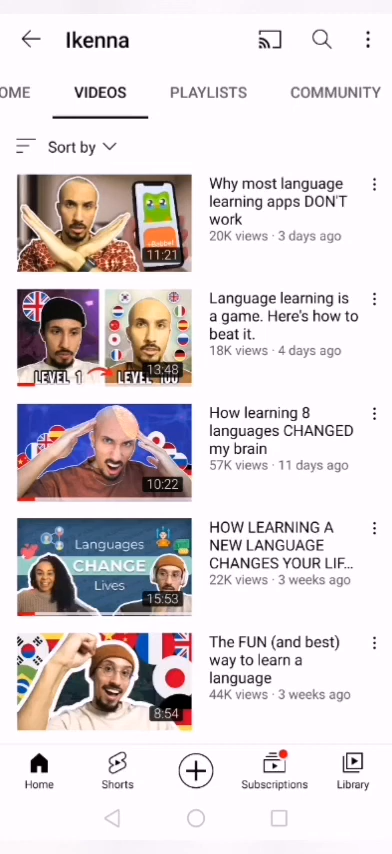 Ikenna
OME
VIDEOS
PLAYLISTS
COMMUNITY
Sort by
11:21
Why most language
learning apps DON'T
work
20K views · 3 days ago
LEVEL 1
13:48
Language learning is
a game. Here's how to
beat it.
18K views · 4 days ago
10:22
How learning 8
languages CHANGED
my brain
57K views · 11 days ago
Languages
CHANGE
Lives
15:53
HOW LEARNING A
NEW LANGUAGE
CHANGES YOUR LIF...
22K views · 3 weeks ago
8:54
The FUN (and best)
way to learn a
language
44K views · 3 weeks ago
Home
Shorts
Subscriptions
Library